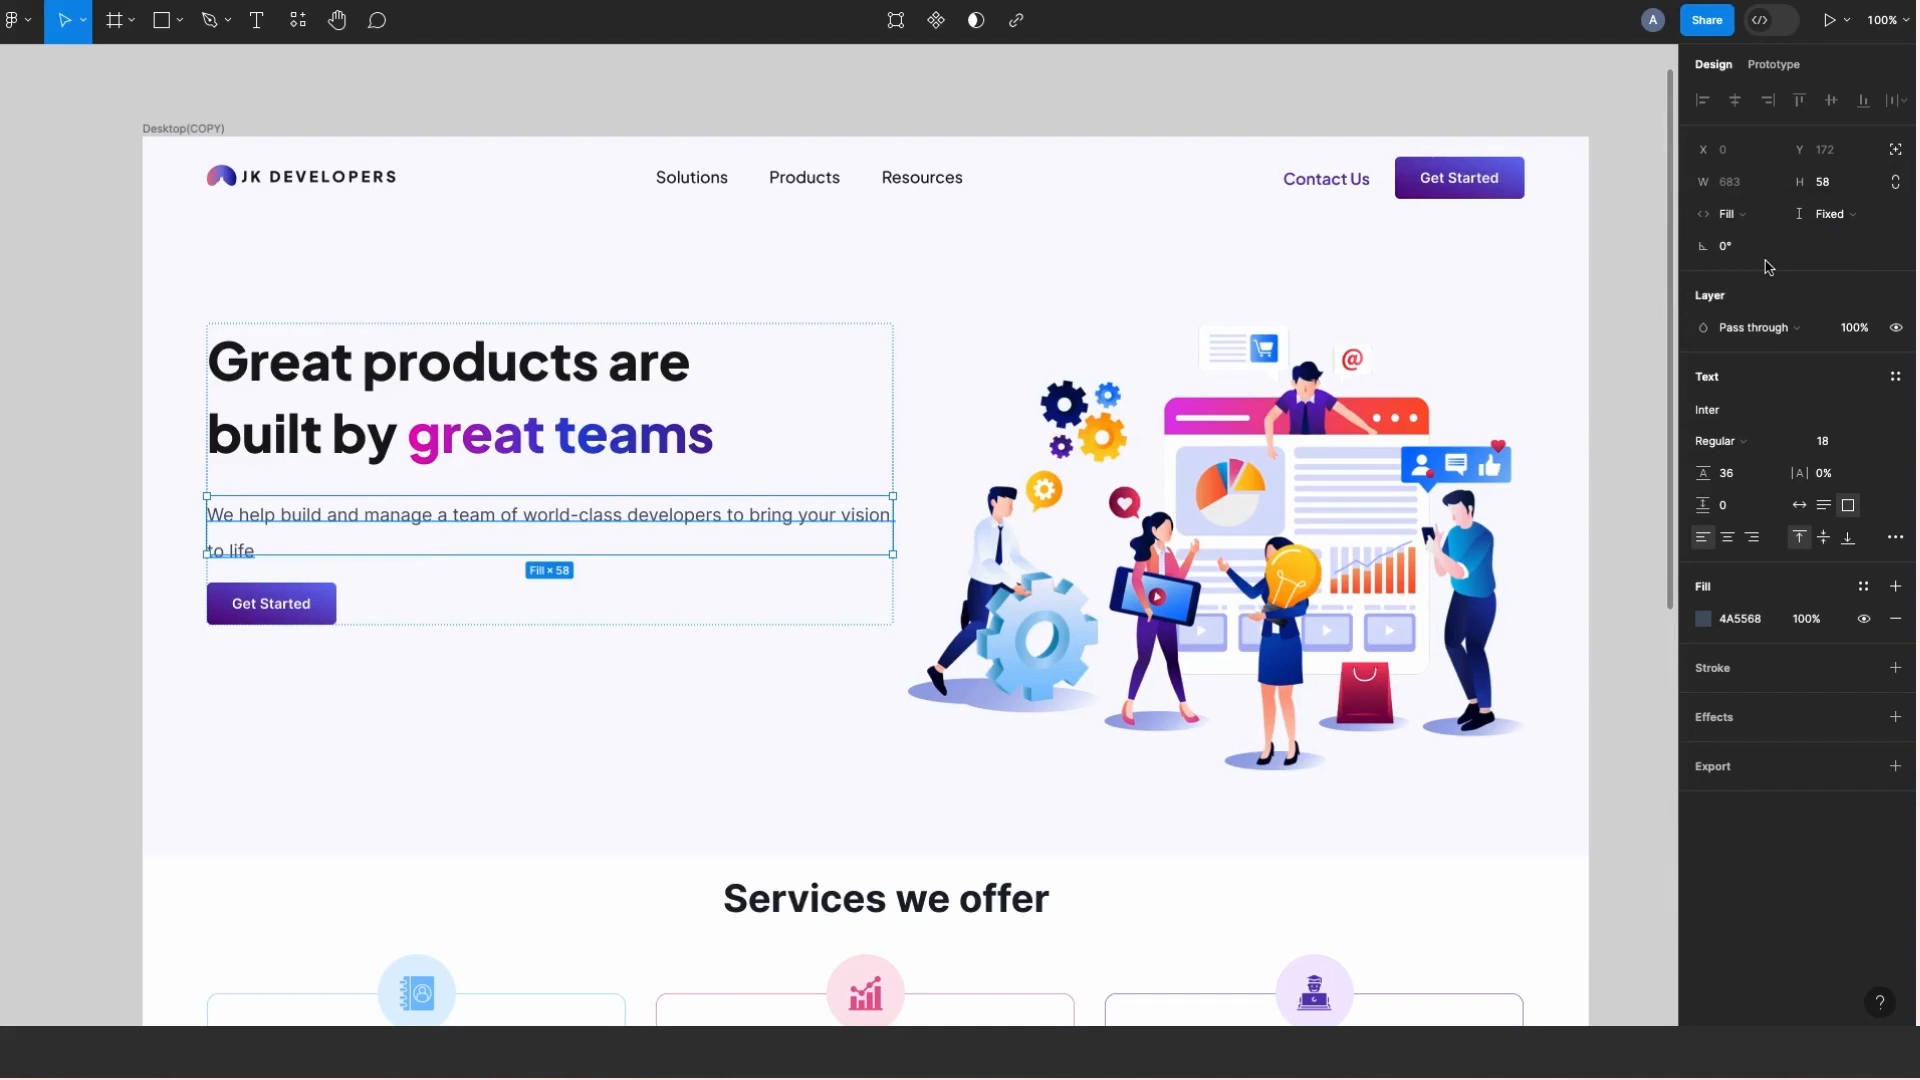 A
Share
100%
Design
Prototype
X 0
Y 172
W 683
H 58
Fill
Fixed
0°
Layer
Pass through
100%
Text
Inter
Regular
18
36
0%
0
Fill
4A5568
100%
Stroke
Effects
Export
?
Desktop(COPY)
JK DEVELOPERS
Solutions
Products
Resources
Contact Us
Get Started
Great products are
built by great teams
We help build and manage a team of world-class developers to bring your vision
to life
Fill × 58
Get Started
@
Services we offer